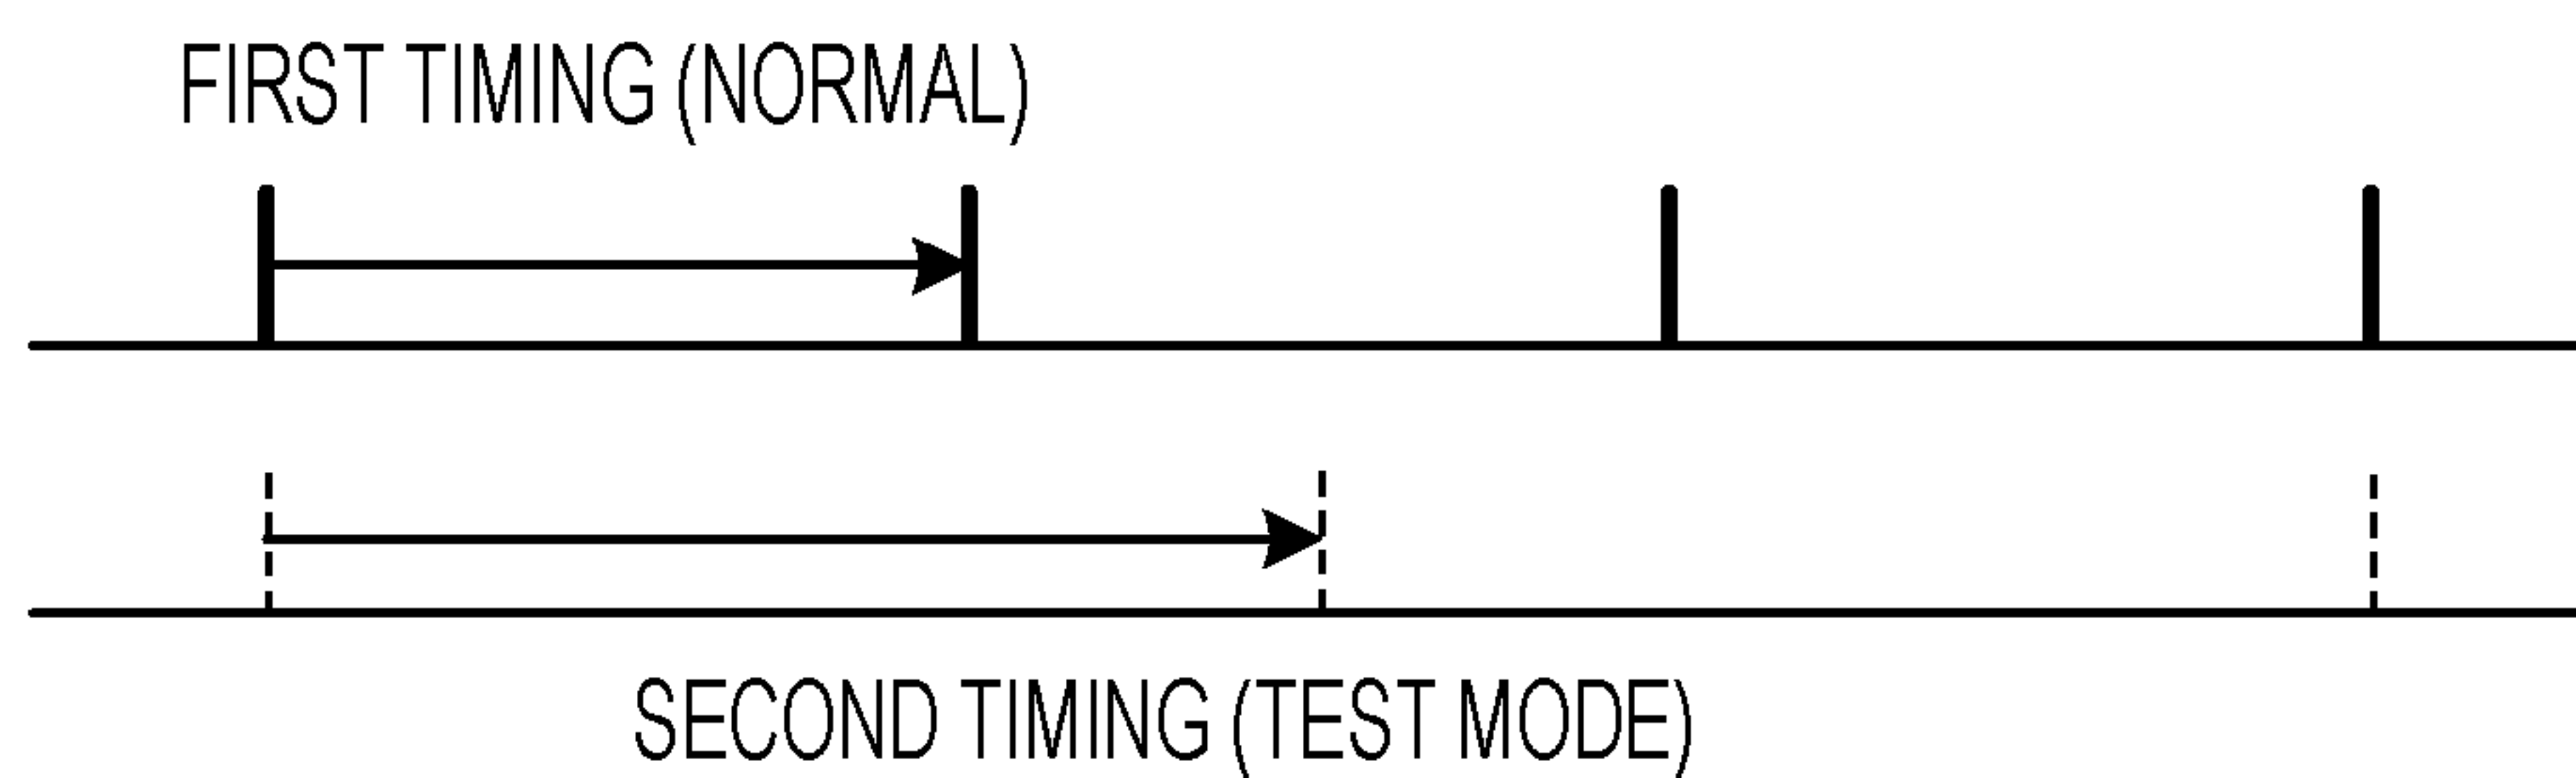 FIRST TIMING (NORMAL)
SECOND TIMING (TEST MODE)